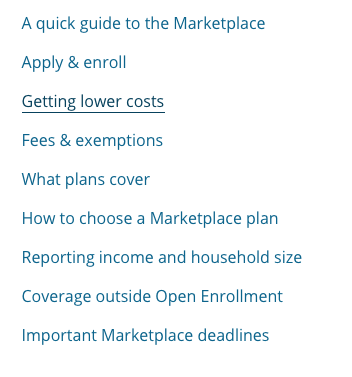 A quick guide to the Marketplace
Apply & enroll
Getting lower costs
Fees & exemptions
What plans cover
How to choose a Marketplace plan
Reporting income and household size
Coverage outside Open Enrollment
Important Marketplace deadlines